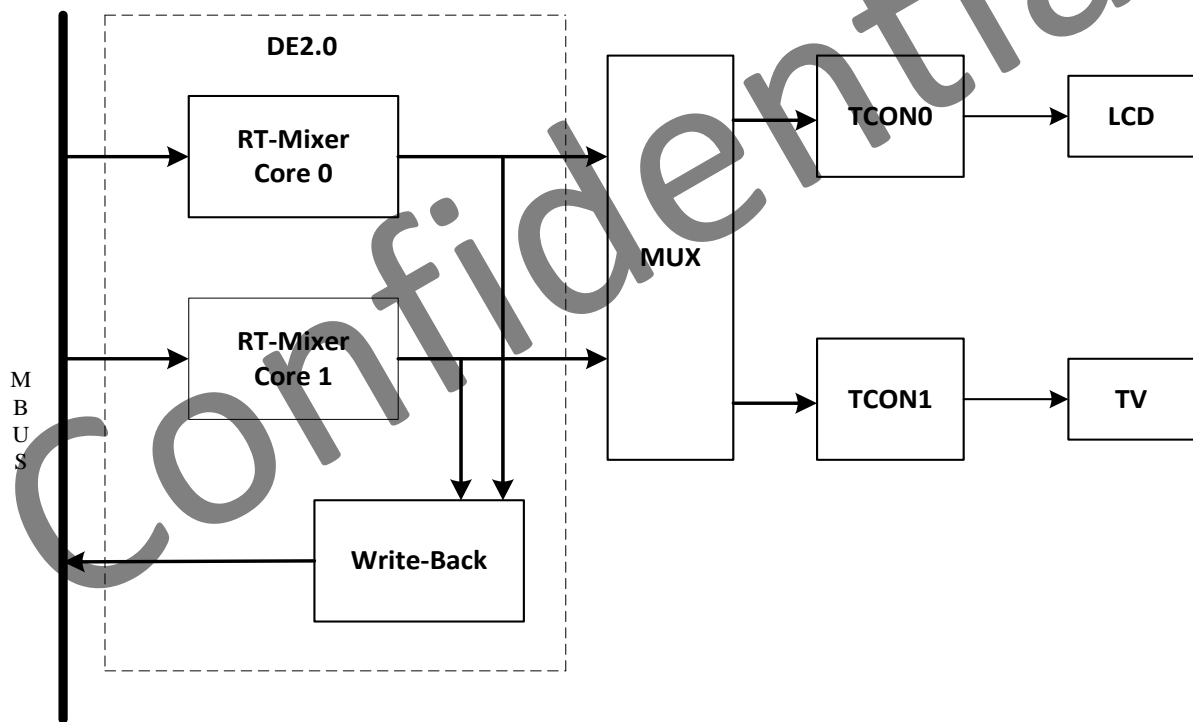 DE2.0
RT-Mixer
Core 0
RT-Mixer
Core 1
Write-Back
MUX
TCON0
LCD
TCON1
TV
M
B
U
S
Confidential